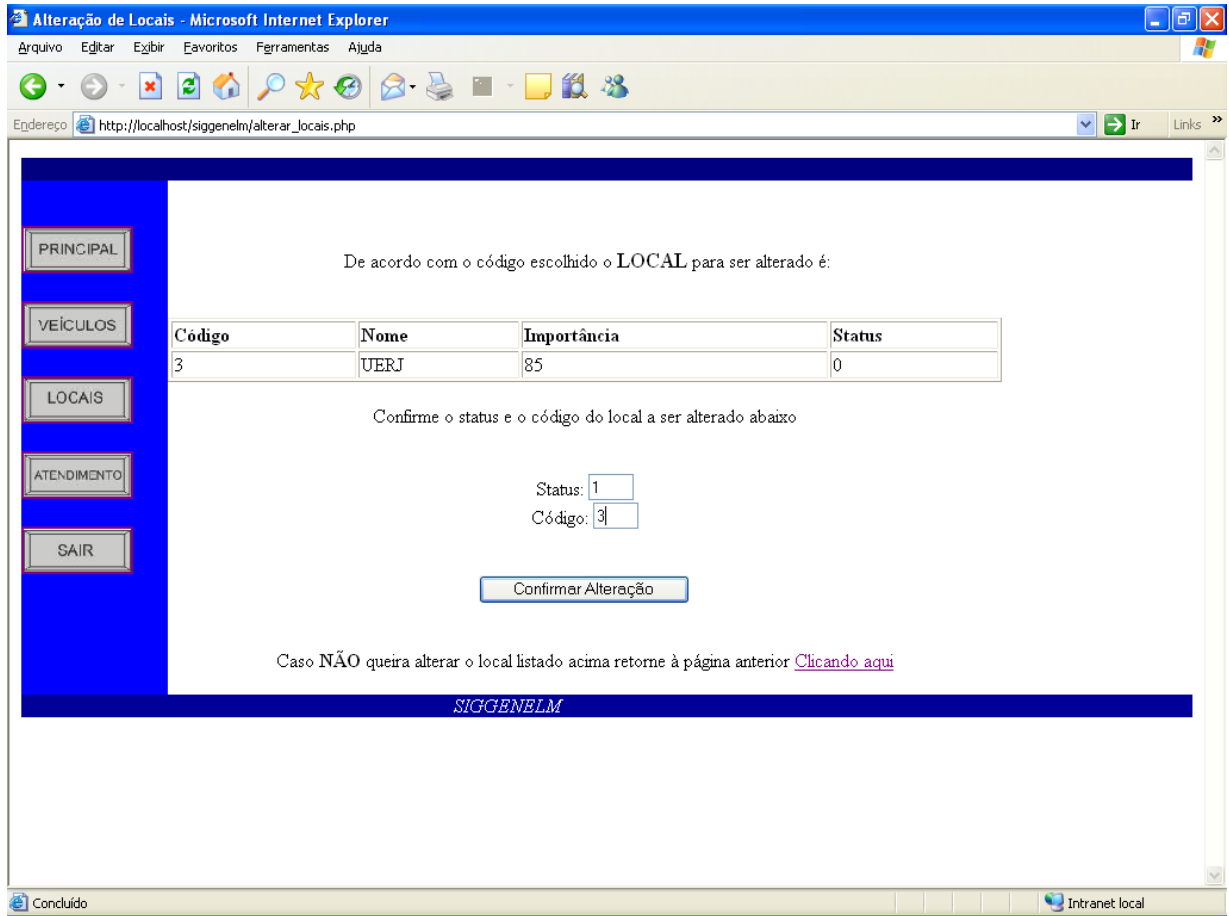 Alteração de Locais - Microsoft Internet Explorer
Arquivo Editar Exibir Favoritos Ferramentas Ajuda
Endereço http://localhost/siggenelm/alterar_locais.php Ir Links »
PRINCIPAL
VEÍCULOS
LOCAIS
ATENDIMENTO
SAIR
De acordo com o código escolhido o LOCAL para ser alterado é:
Código Nome Importância Status
3 UERJ 85 0
Confirme o status e o código do local a ser alterado abaixo
Status: 1
Código: 3
Confirmar Alteração
Caso NÃO queira alterar o local listado acima retorne à página anterior Clicando aqui
SIGGENELM
Concluído Intranet local